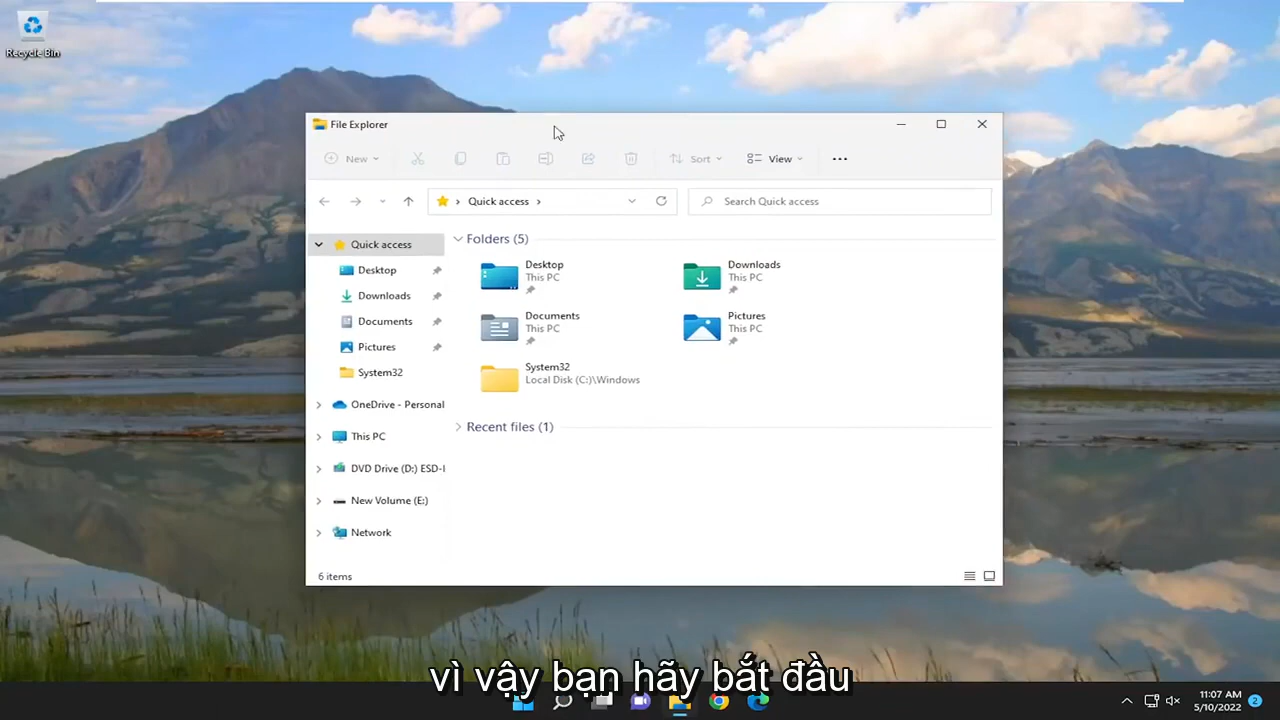 Recycle Bin
File Explorer
New
Sort
View
Quick access
Search Quick access
Quick access
Desktop
Downloads
Documents
Pictures
System32
OneDrive - Personal
This PC
DVD Drive (D:) ESD-I
New Volume (E:)
Network
Folders (5)
Desktop
This PC
Downloads
This PC
Documents
This PC
Pictures
This PC
System32
Local Disk (C:)\Windows
Recent files (1)
6 items
vì vậy bạn hãy bắt đầu
11:07 AM
5/10/2022
2